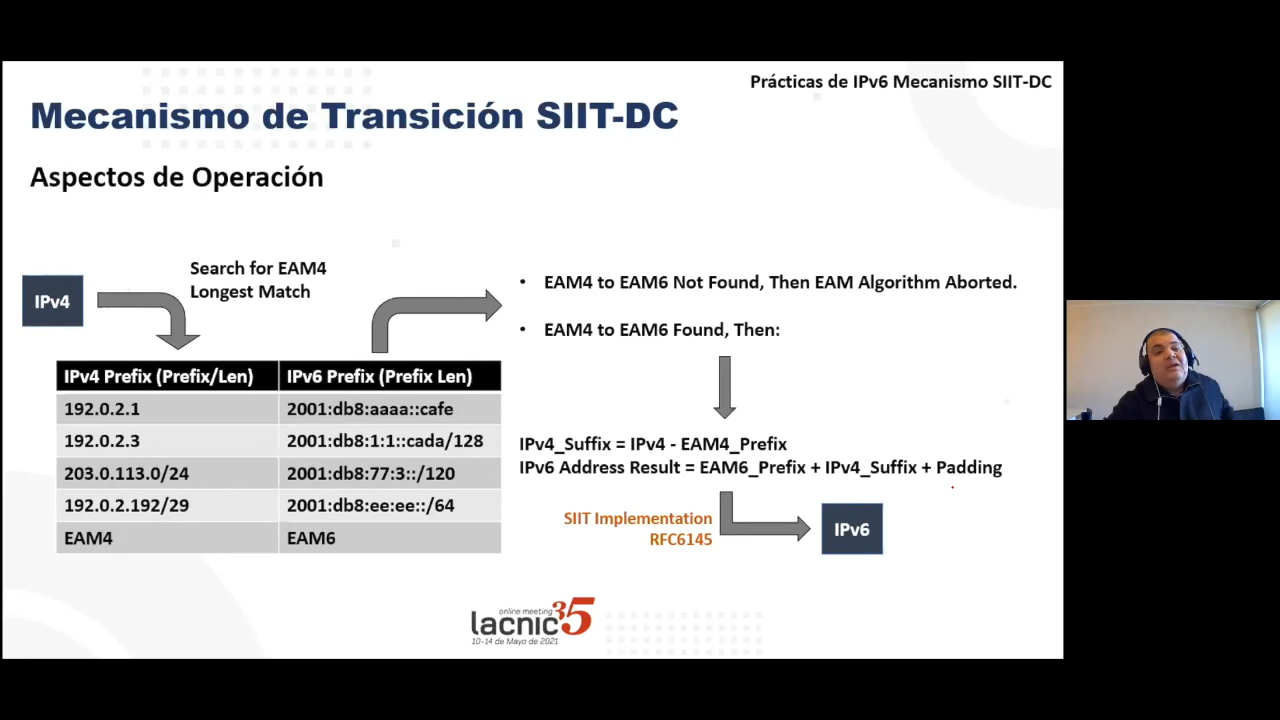 Prácticas de IPv6 Mecanismo SIIT-DC
Mecanismo de Transición SIIT-DC
Aspectos de Operación
IPv4
Search for EAM4
Longest Match
IPv4 Prefix (Prefix/Len) IPv6 Prefix (Prefix Len)
192.0.2.1 2001:db8:aaaa::cafe
192.0.2.3 2001:db8:1:1::cada/128
203.0.113.0/24 2001:db8:77:3::/120
192.0.2.192/29 2001:db8:ee:ee::/64
EAM4 EAM6
• EAM4 to EAM6 Not Found, Then EAM Algorithm Aborted.
• EAM4 to EAM6 Found, Then:
IPv4_Suffix = IPv4 - EAM4_Prefix
IPv6 Address Result = EAM6_Prefix + IPv4_Suffix + Padding
SIIT Implementation
RFC6145
IPv6
online meeting
lacnic35
10-14 de Mayo de 2021